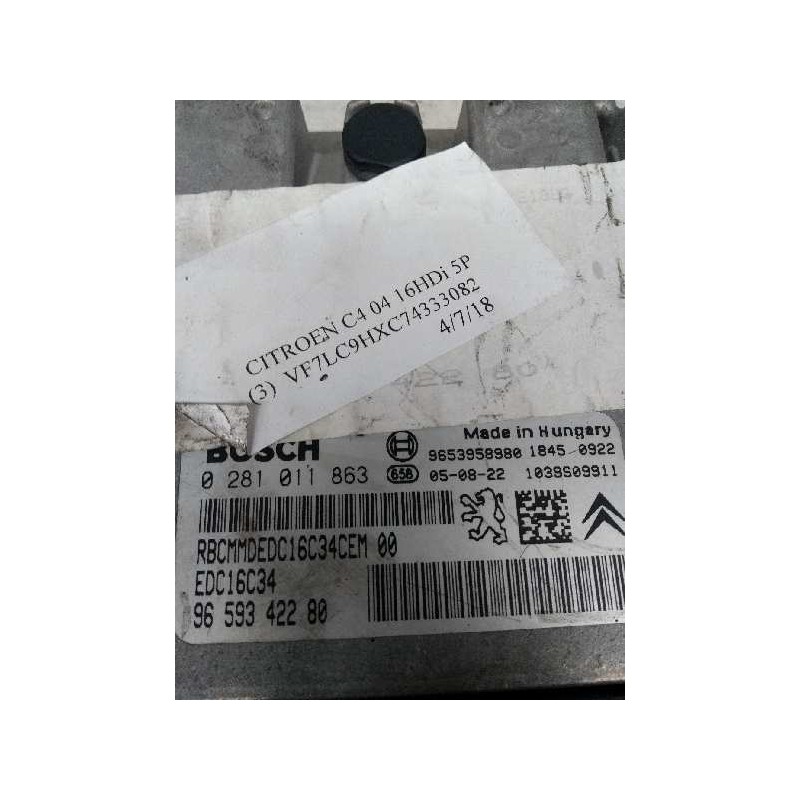 CITROEN C4 04 16HDi 5P
(3) VF7LC9HXC74333082
4/7/18
BOSCH
Made in Hungary
9653958980 1845 0922
0 281 011 863
658
05-08-22
1039S09911
RBCMMDEDC16C34CEM 00
EDC16C34
96 593 422 80